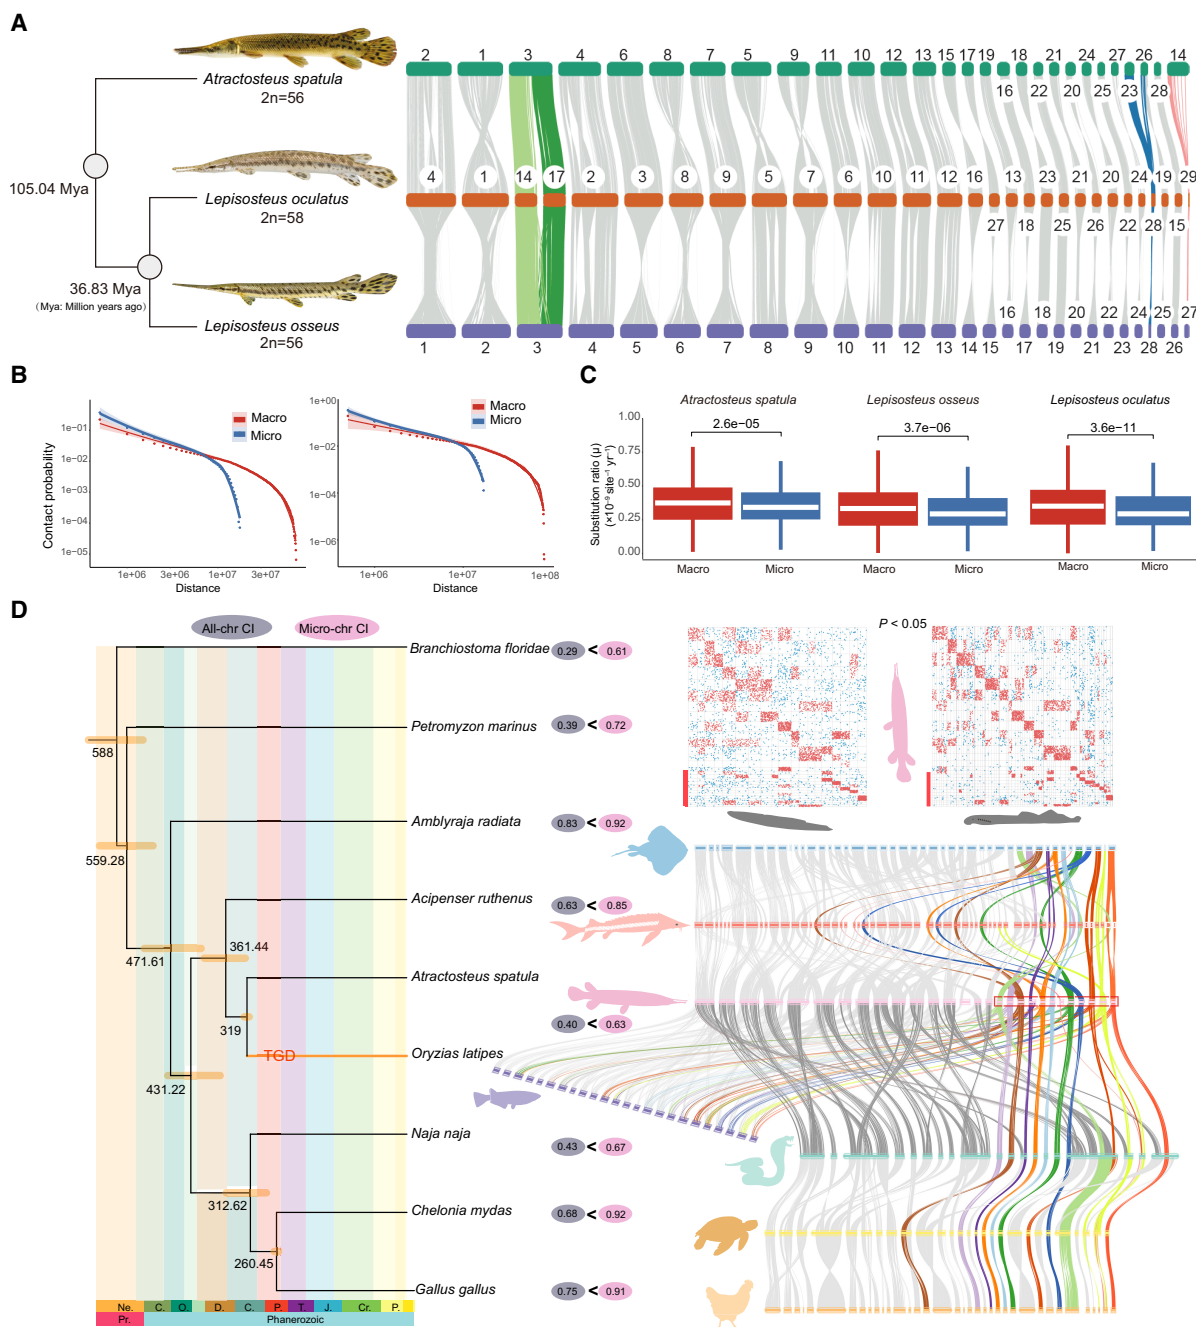 A
Atractosteus spatula
2n=56
105.04 Mya
Lepisosteus oculatus
2n=58
36.83 Mya
(Mya: Million years ago)
Lepisosteus osseus
2n=56
2 1 3 4 6 8 7 5 9 11 10 12 13 15 17 19 18 21 24 27 26 14
16 22 20 25 23 28
4 1 14 17 2 3 8 9 5 7 6 10 11 12 16 13 23 21 20 24 19 29
27 18 25 26 22 28 15
16 18 20 22 24 25 27
1 2 3 4 5 6 7 8 9 10 11 12 13 14 15 17 19 21 23 28 26
B
Contact probability
1e−01
1e−02
1e−03
1e−04
1e−05
1e+06 3e+06 1e+07 3e+07
Distance
Macro
Micro
1e+00
1e−02
1e−04
1e−06
1e+06 1e+07 1e+08
Distance
Macro
Micro
C
Atractosteus spatula Lepisosteus osseus Lepisosteus oculatus
Substitution ratio (μ)
(×10⁻⁹ site⁻¹ yr⁻¹)
1.00
0.75
0.50
0.25
0.00
2.6e−05 3.7e−06 3.6e−11
Macro Micro Macro Micro Macro Micro
D
All-chr CI Micro-chr CI
Branchiostoma floridae 0.29 < 0.61
Petromyzon marinus 0.39 < 0.72
588
Amblyraja radiata 0.83 < 0.92
559.28
Acipenser ruthenus 0.63 < 0.85
361.44
471.61
Atractosteus spatula
319
0.40 < 0.63
TGD
Oryzias latipes
431.22
Naja naja 0.43 < 0.67
312.62
Chelonia mydas 0.68 < 0.92
260.45
Gallus gallus 0.75 < 0.91
Ne. C. O. D. C. P. T. J. Cr. P.
Pr. Phanerozoic
P < 0.05